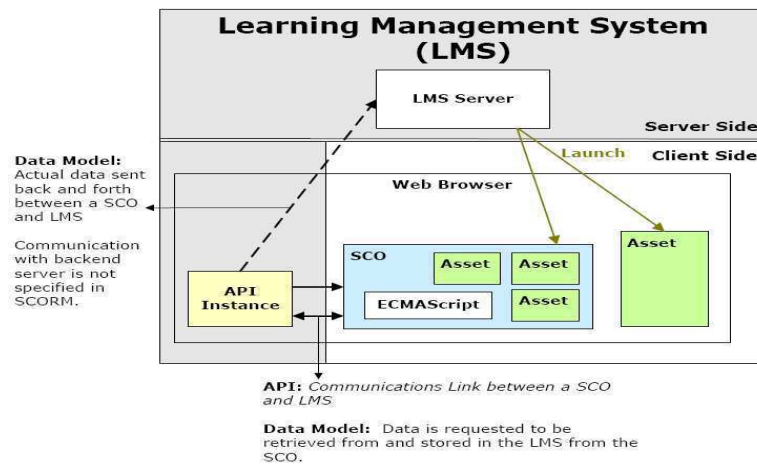 Learning Management System
(LMS)
LMS Server
Server Side
Client Side
Launch
Data Model:
Actual data sent
back and forth
between a SCO
and LMS
Communication
with backend
server is not
specified in
SCORM.
Web Browser
SCO
Asset
Asset
Asset
ECMAScript
Asset
API
Instance
API: Communications Link between a SCO
and LMS
Data Model: Data is requested to be
retrieved from and stored in the LMS from the
SCO.